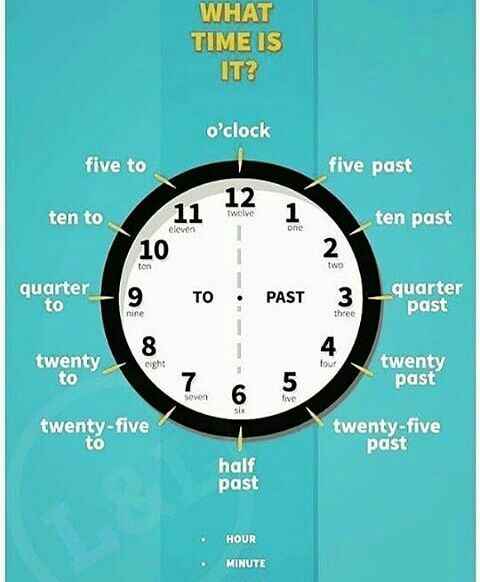 WHAT
TIME IS
IT?
o'clock
five to
five past
ten to
ten past
quarter
to
quarter
past
twenty
to
twenty
past
twenty-five
to
twenty-five
past
half
past
12
twelve
1
one
2
two
3
three
4
four
5
five
6
six
7
seven
8
eight
9
nine
10
ten
11
eleven
TO
PAST
HOUR
MINUTE
L&L